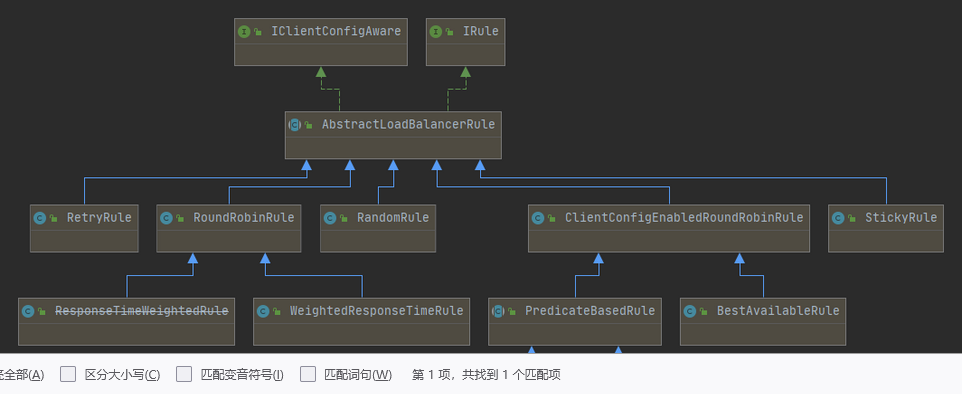 IClientConfigAware
IRule
AbstractLoadBalancerRule
RetryRule
RoundRobinRule
RandomRule
ClientConfigEnabledRoundRobinRule
StickyRule
ResponseTimeWeightedRule
WeightedResponseTimeRule
PredicateBasedRule
BestAvailableRule
全部(A) 区分大小写(C) 匹配变音符号(I) 匹配词句(W) 第 1 项，共找到 1 个匹配项